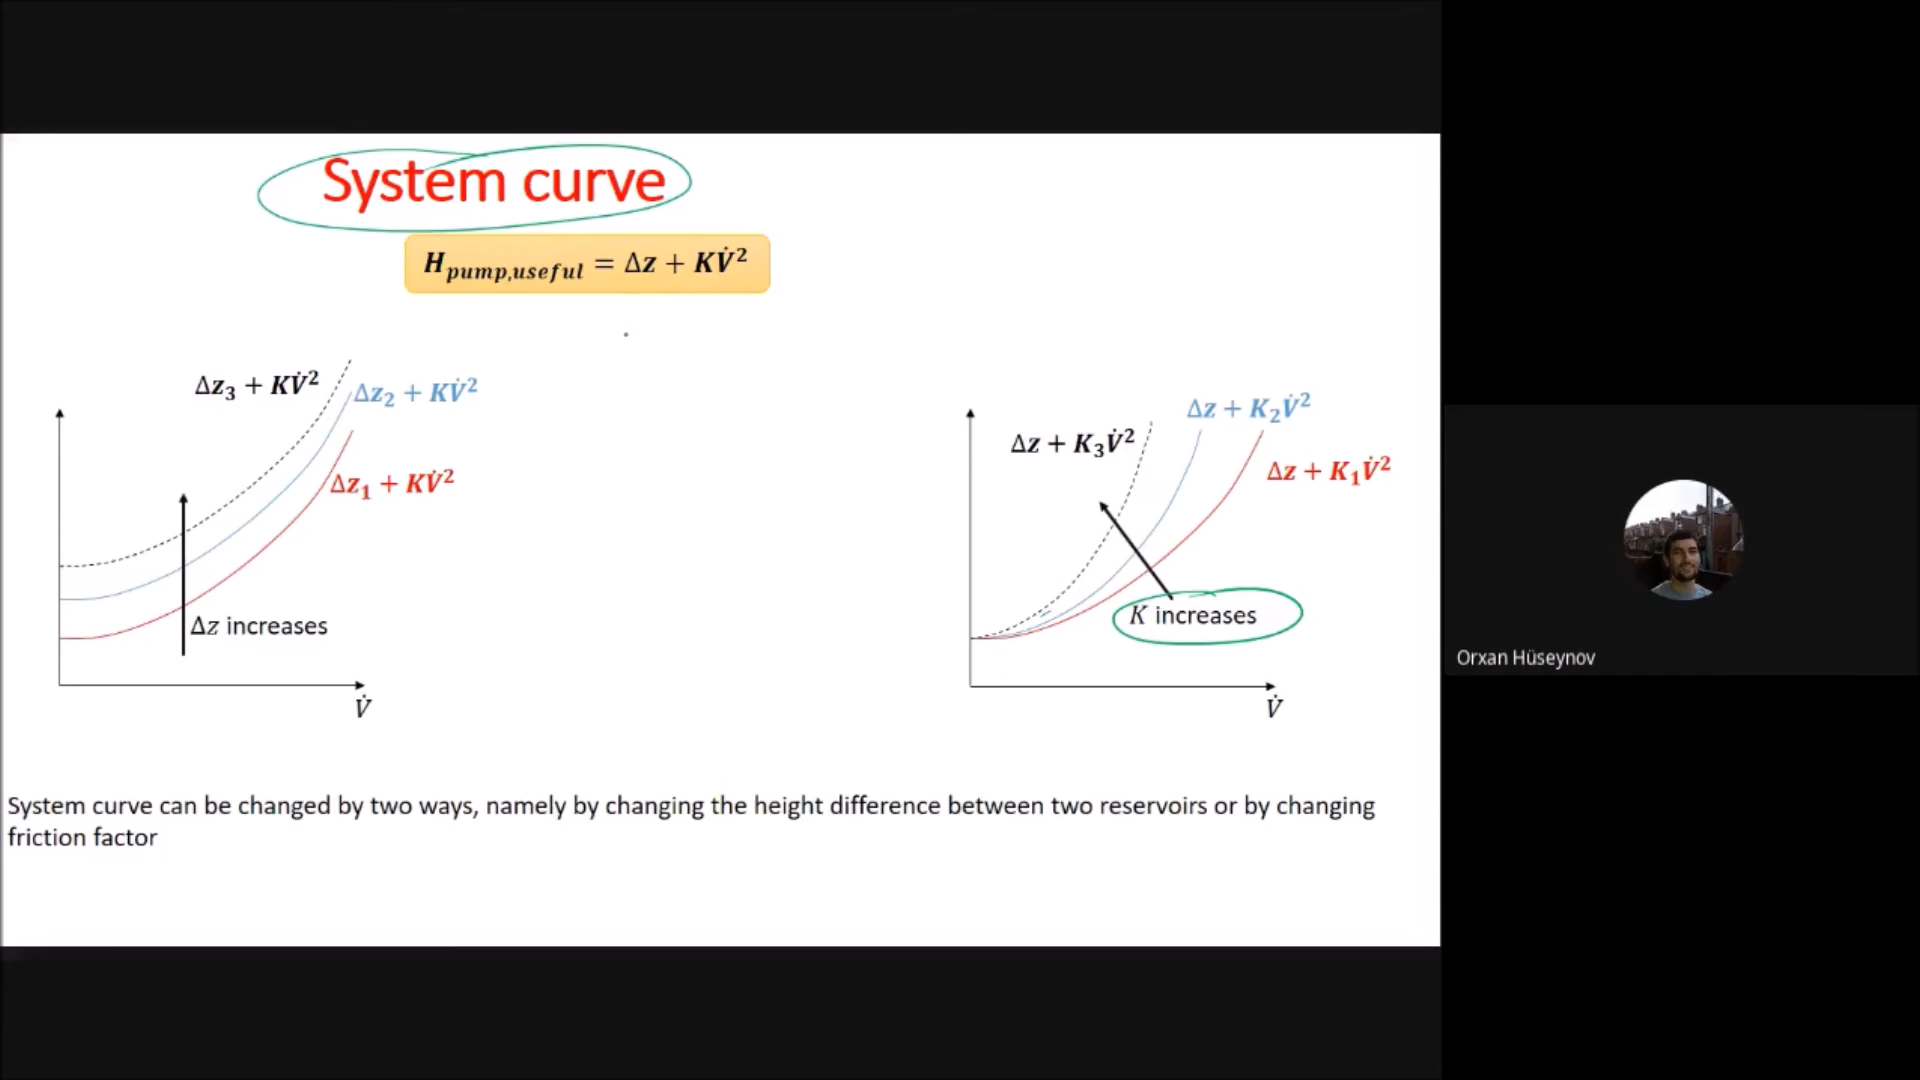 System curve
H_pump,useful = Δz + KV̇²
Δz₃ + KV̇²
Δz₂ + KV̇²
Δz₁ + KV̇²
Δz increases
V̇
Δz + K₂V̇²
Δz + K₃V̇²
Δz + K₁V̇²
K increases
V̇
System curve can be changed by two ways, namely by changing the height difference between two reservoirs or by changing
friction factor
Orxan Hüseynov